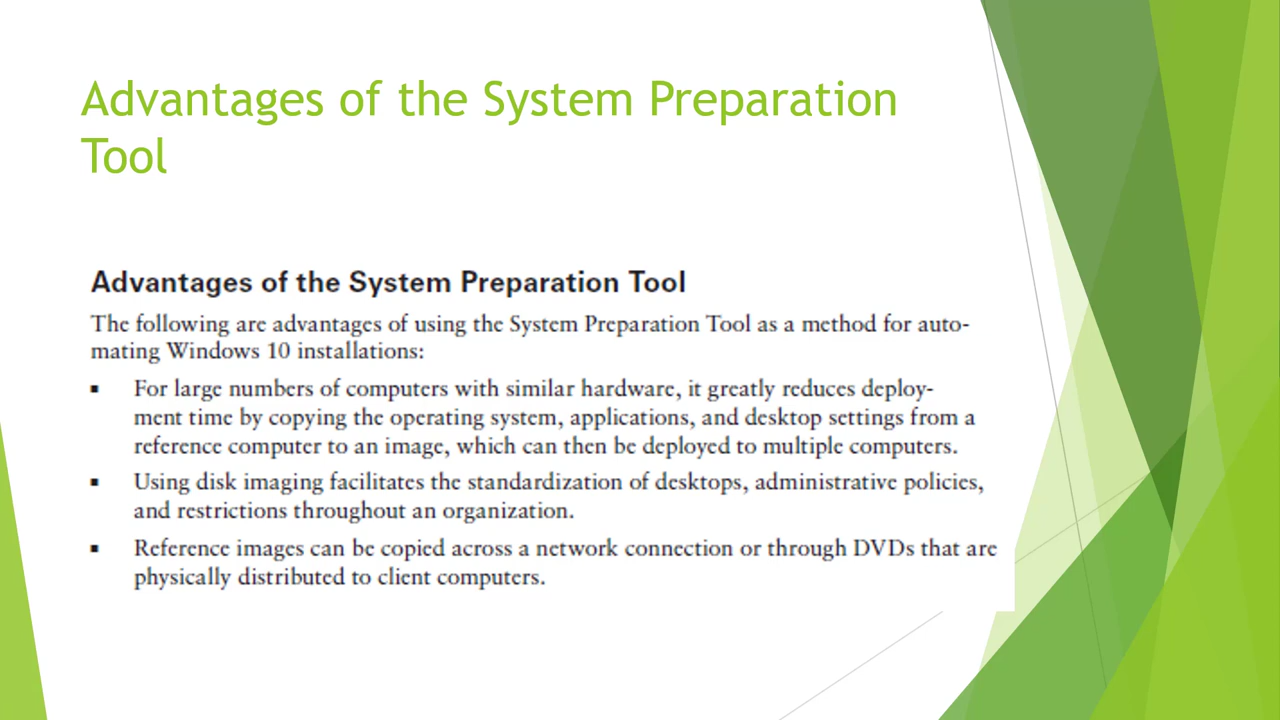 Advantages of the System Preparation
Tool
Advantages of the System Preparation Tool
The following are advantages of using the System Preparation Tool as a method for auto-
mating Windows 10 installations:
▪ For large numbers of computers with similar hardware, it greatly reduces deploy-
ment time by copying the operating system, applications, and desktop settings from a
reference computer to an image, which can then be deployed to multiple computers.
▪ Using disk imaging facilitates the standardization of desktops, administrative policies,
and restrictions throughout an organization.
▪ Reference images can be copied across a network connection or through DVDs that are
physically distributed to client computers.